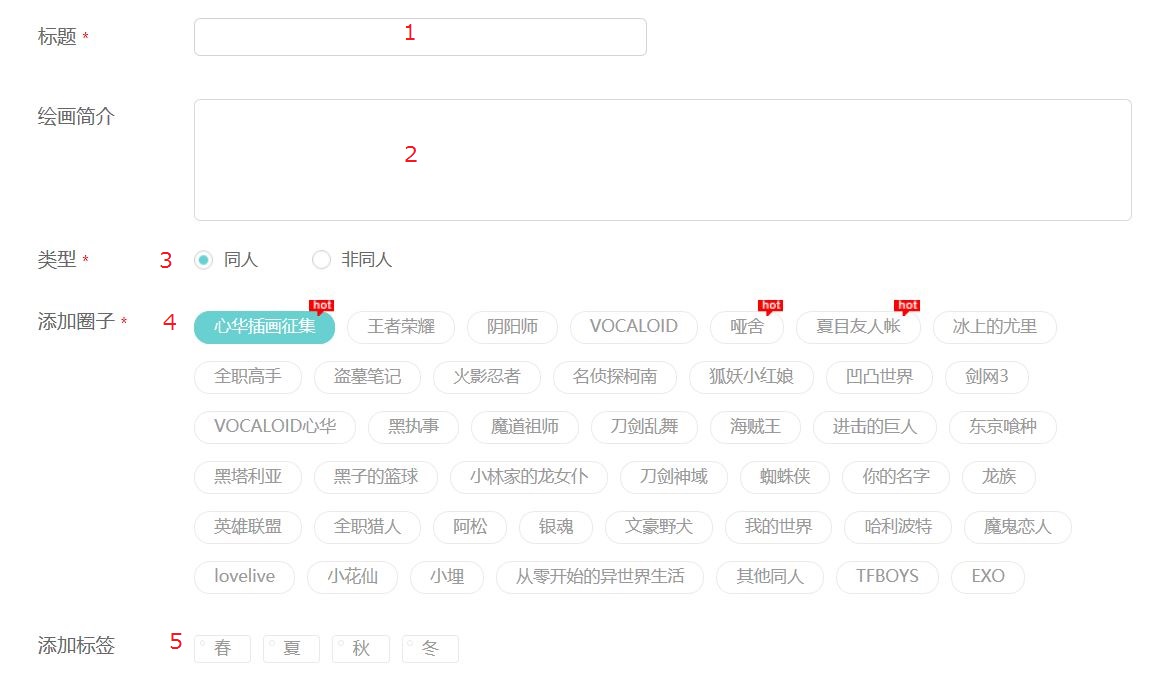 标题 * 1
绘画简介 2
类型 * 3 同人 非同人
hot hot hot
添加圈子 * 4 心华插画征集 王者荣耀 阴阳师 VOCALOID 哑舍 夏目友人帐 冰上的尤里
全职高手 盗墓笔记 火影忍者 名侦探柯南 狐妖小红娘 凹凸世界 剑网3
VOCALOID心华 黑执事 魔道祖师 刀剑乱舞 海贼王 进击的巨人 东京喰种
黑塔利亚 黑子的篮球 小林家的龙女仆 刀剑神域 蜘蛛侠 你的名字 龙族
英雄联盟 全职猎人 阿松 银魂 文豪野犬 我的世界 哈利波特 魔鬼恋人
lovelive 小花仙 小埋 从零开始的异世界生活 其他同人 TFBOYS EXO
添加标签 5 春 夏 秋 冬